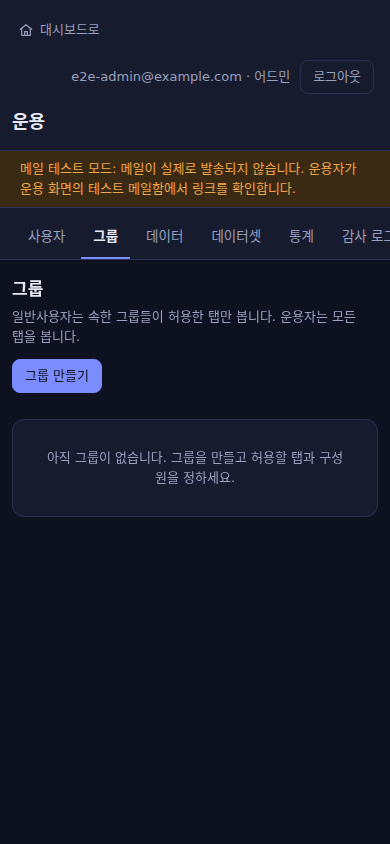 대시보드로
e2e-admin@example.com · 어드민
로그아웃
운용
메일 테스트 모드: 메일이 실제로 발송되지 않습니다. 운용자가
운용 화면의 테스트 메일함에서 링크를 확인합니다.
사용자 그룹 데이터 데이터셋 통계 감사 로그
그룹
일반사용자는 속한 그룹들이 허용한 탭만 봅니다. 운용자는 모든
탭을 봅니다.
그룹 만들기
아직 그룹이 없습니다. 그룹을 만들고 허용할 탭과 구성
원을 정하세요.